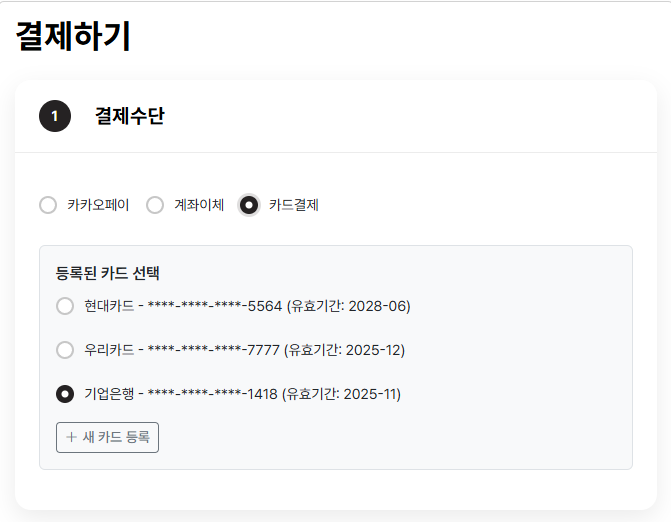 결제하기
1 결제수단
카카오페이 계좌이체 카드결제
등록된 카드 선택
현대카드 - ****-****-****-5564 (유효기간: 2028-06)
우리카드 - ****-****-****-7777 (유효기간: 2025-12)
기업은행 - ****-****-****-1418 (유효기간: 2025-11)
+ 새 카드 등록